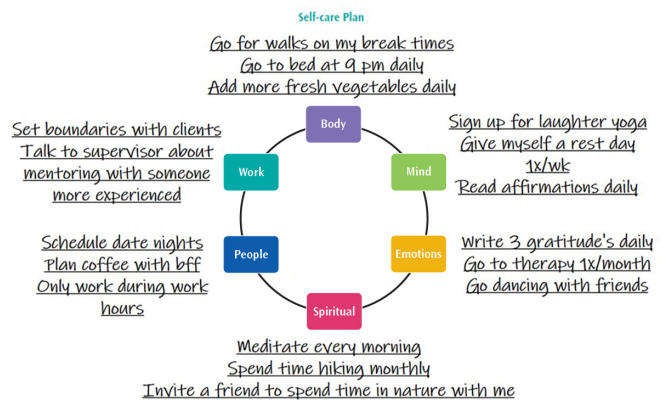 Self-care Plan
Go for walks on my break times
Go to bed at 9 pm daily
Add more fresh vegetables daily
Body
Sign up for laughter yoga
Give myself a rest day
1x/wk
Read affirmations daily
Mind
Write 3 gratitude's daily
Go to therapy 1x/month
Go dancing with friends
Emotions
Spiritual
Meditate every morning
Spend time hiking monthly
Invite a friend to spend time in nature with me
People
Schedule date nights
Plan coffee with bff
Only work during work
hours
Work
Set boundaries with clients
Talk to supervisor about
mentoring with someone
more experienced